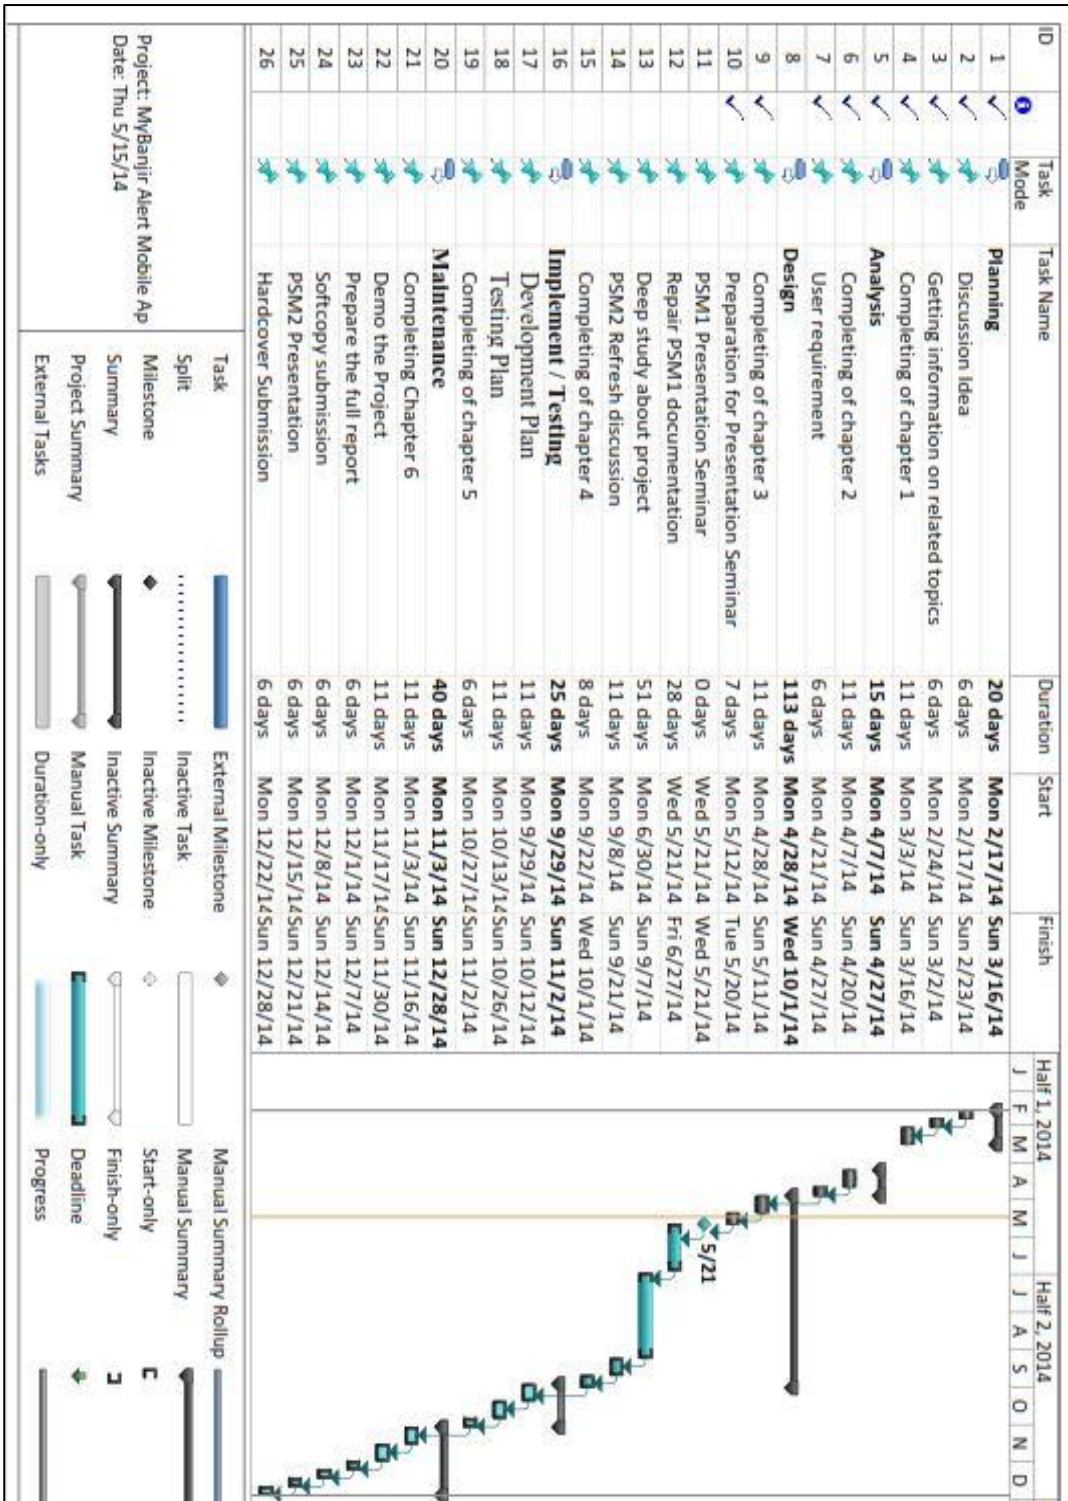 ID Task Mode Task Name Duration Start Finish Half 1, 2014 Half 2, 2014
J F M A M J J A S O N D
1 Planning 20 days Mon 2/17/14 Sun 3/16/14
2 Discussion Idea 6 days Mon 2/17/14 Sun 2/23/14
3 Getting information on related topics 6 days Mon 2/24/14 Sun 3/2/14
4 Completing of chapter 1 11 days Mon 3/3/14 Sun 3/16/14
5 Analysis 15 days Mon 4/7/14 Sun 4/27/14
6 Completing of chapter 2 11 days Mon 4/7/14 Sun 4/20/14
7 User requirement 6 days Mon 4/21/14 Sun 4/27/14
8 Design 113 days Mon 4/28/14 Wed 10/1/14
9 Completing of chapter 3 11 days Mon 4/28/14 Sun 5/11/14
10 Preparation for Presentation Seminar 7 days Mon 5/12/14 Tue 5/20/14
11 PSM1 Presentation Seminar 0 days Wed 5/21/14 Wed 5/21/14 5/21
12 Repair PSM1 documentation 28 days Wed 5/21/14 Fri 6/27/14
13 Deep study about project 51 days Mon 6/30/14 Sun 9/7/14
14 PSM2 Refresh discussion 11 days Mon 9/8/14 Sun 9/21/14
15 Completing of chapter 4 8 days Mon 9/22/14 Wed 10/1/14
16 Implement / Testing 25 days Mon 9/29/14 Sun 11/2/14
17 Development Plan 11 days Mon 9/29/14 Sun 10/12/14
18 Testing Plan 11 days Mon 10/13/14 Sun 10/26/14
19 Completing of chapter 5 6 days Mon 10/27/14 Sun 11/2/14
20 Maintenance 40 days Mon 11/3/14 Sun 12/28/14
21 Completing Chapter 6 11 days Mon 11/3/14 Sun 11/16/14
22 Demo the Project 11 days Mon 11/17/14 Sun 11/30/14
23 Prepare the full report 6 days Mon 12/1/14 Sun 12/7/14
24 Softcopy submission 6 days Mon 12/8/14 Sun 12/14/14
25 PSM2 Presentation 6 days Mon 12/15/14 Sun 12/21/14
26 Hardcover Submission 6 days Mon 12/22/14 Sun 12/28/14
Project: MyBanjir Alert Mobile Ap
Date: Thu 5/15/14
Task External Milestone Manual Summary Rollup
Split Inactive Task Manual Summary
Milestone Inactive Milestone Start-only
Summary Inactive Summary Finish-only
Project Summary Manual Task Deadline
External Tasks Duration-only Progress